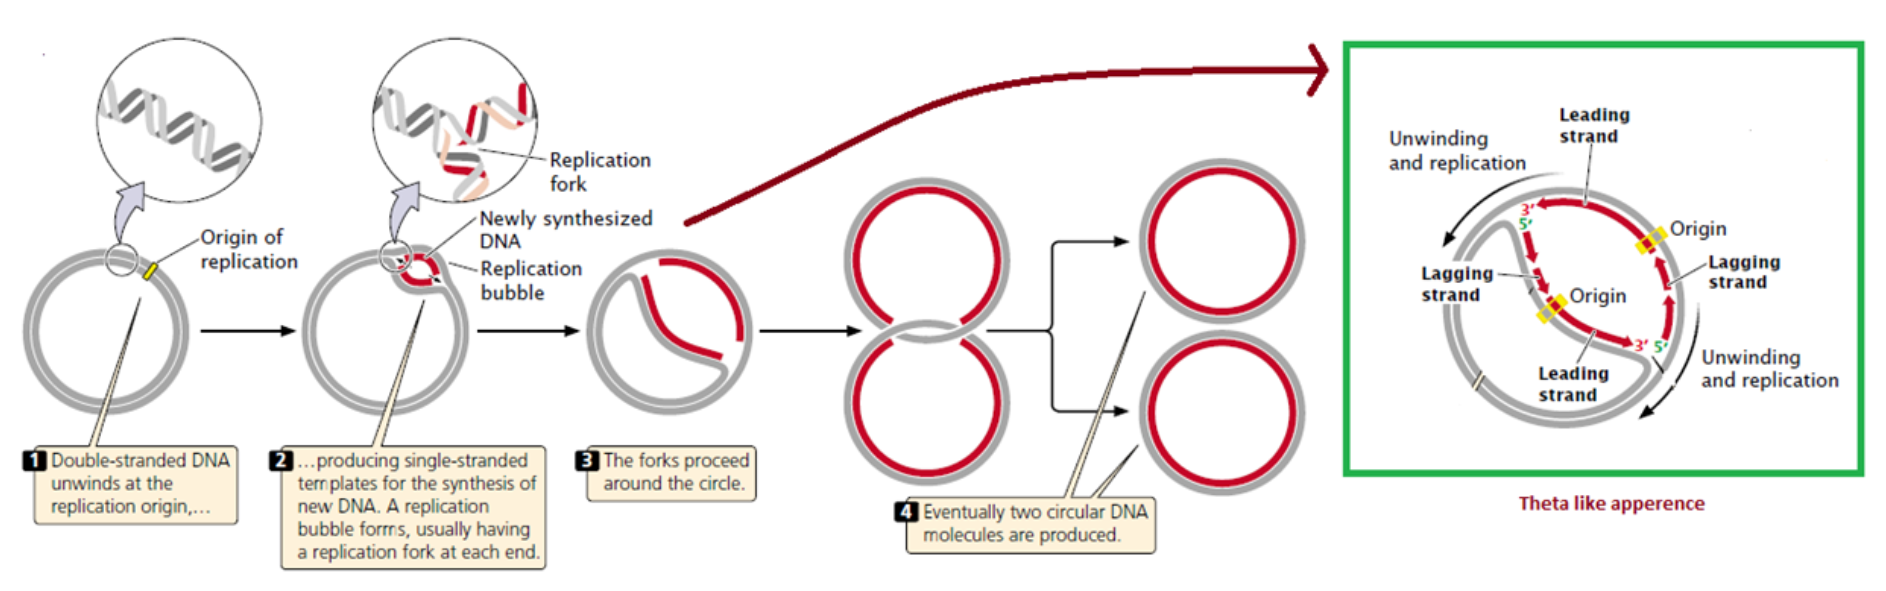 Origin of
replication
Replication
fork
Newly synthesized
DNA
Replication
bubble
1 Double-stranded DNA
unwinds at the
replication origin,...
2 ...producing single-stranded
templates for the synthesis of
new DNA. A replication
bubble forms, usually having
a replication fork at each end.
3 The forks proceed
around the circle.
4 Eventually two circular DNA
molecules are produced.
Leading
strand
Unwinding
and replication
3'
5'
Origin
Lagging
strand
Lagging
strand
Origin
3' 5'
Leading
strand
Unwinding
and replication
Theta like apperence